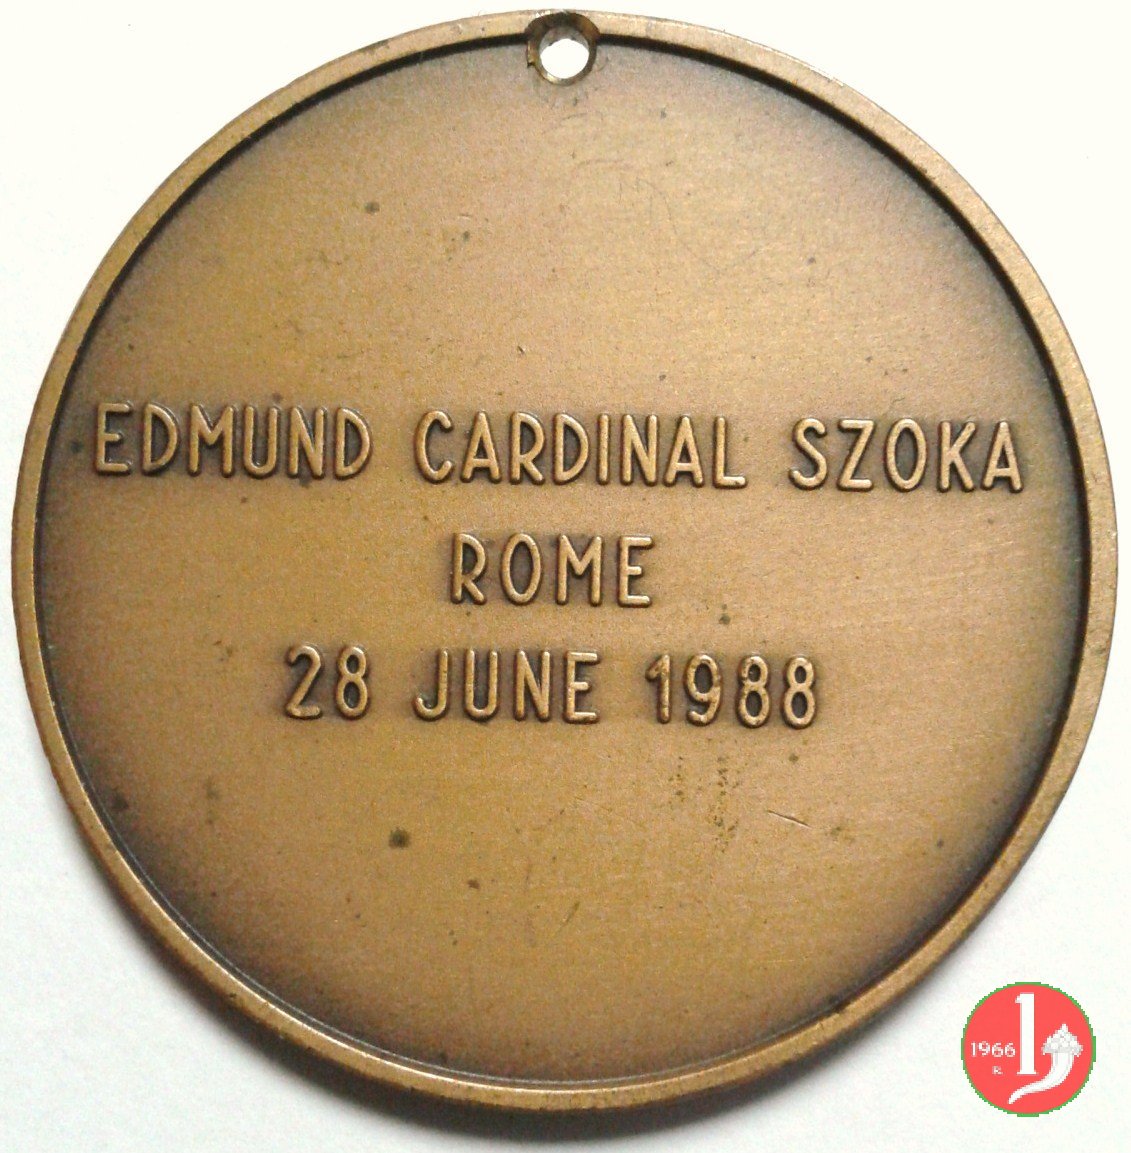 EDMUND CARDINAL SZOKA
ROME
28 JUNE 1988
1966
R